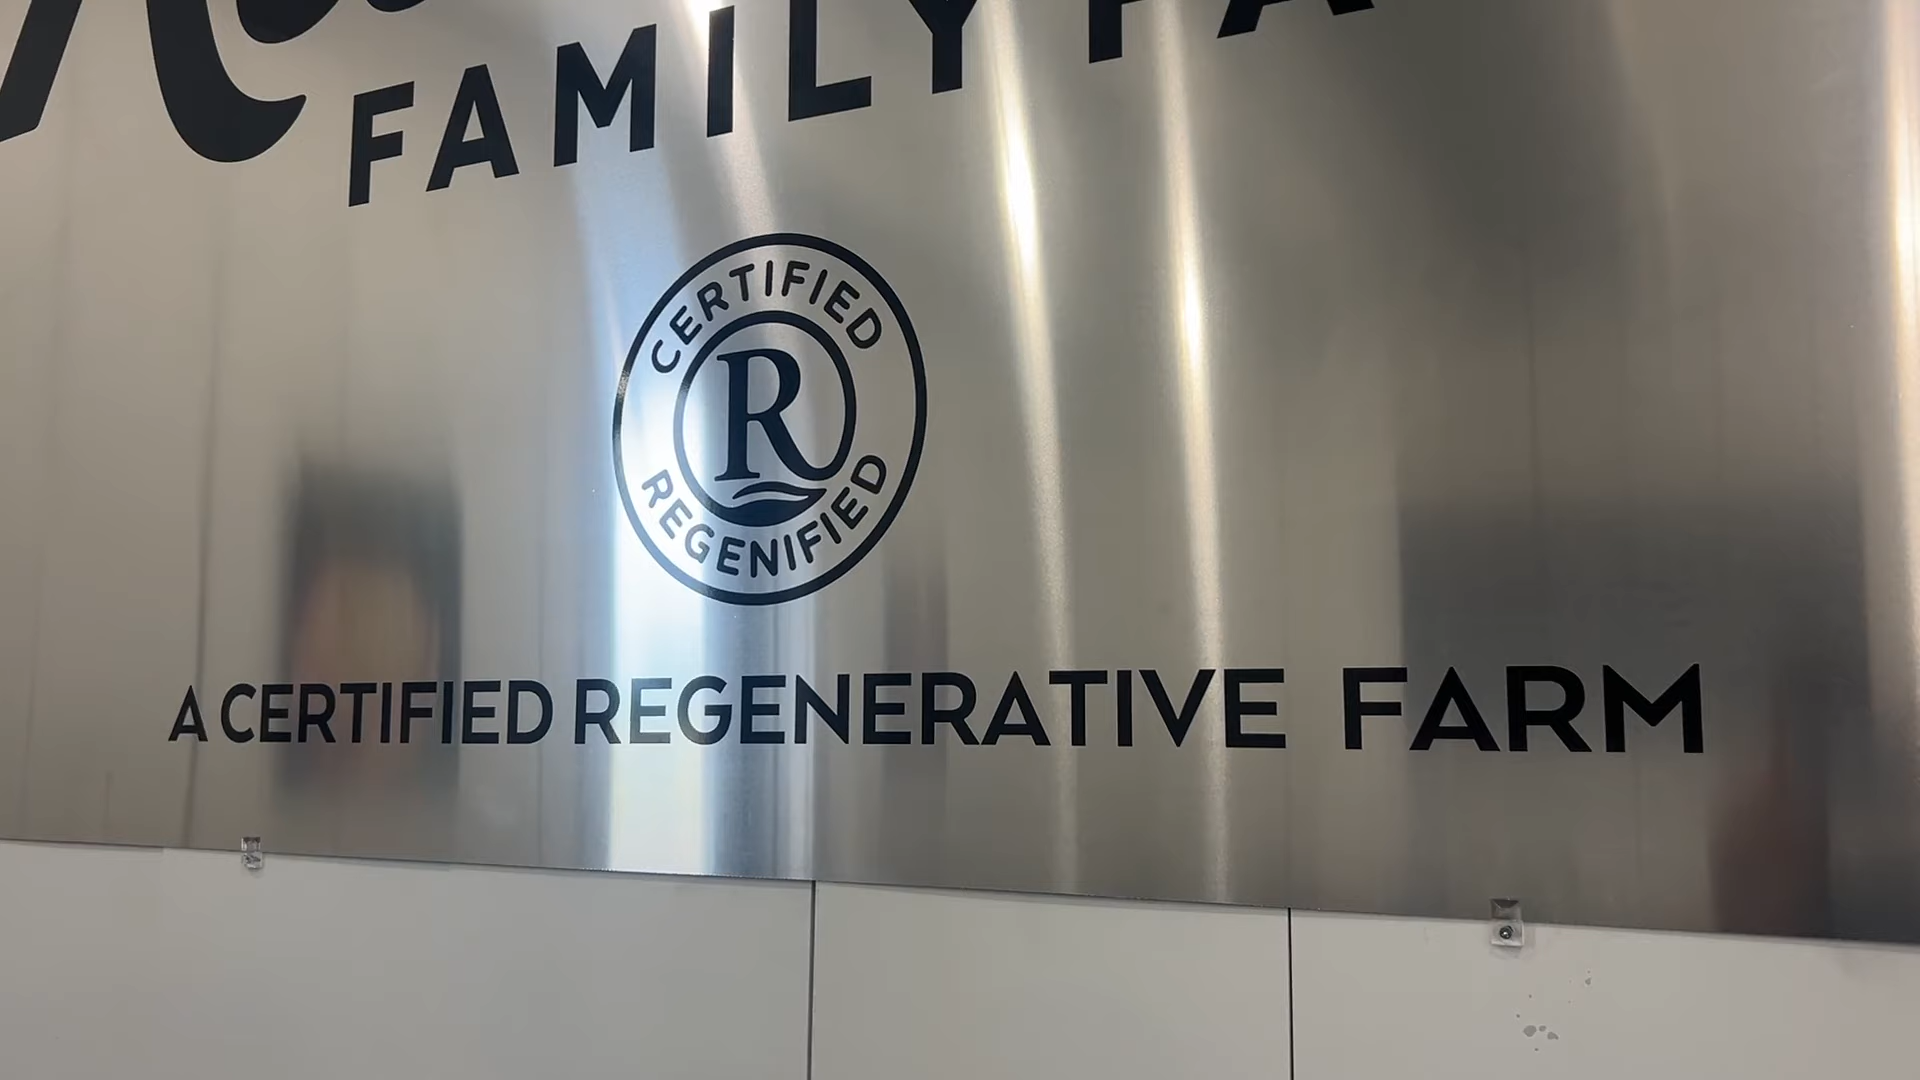 FAMILY
CERTIFIED
R
REGENIFIED
A CERTIFIED REGENERATIVE FARM